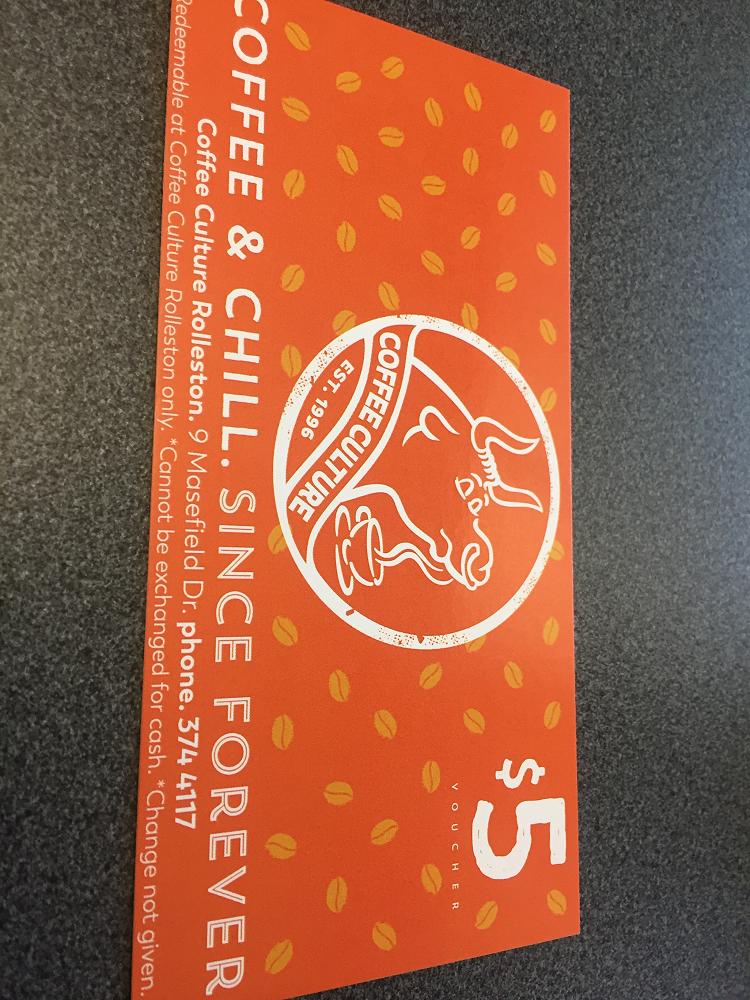 $5
VOUCHER
COFFEE CULTURE
EST. 1996
COFFEE & CHILL. SINCE FOREVER
Coffee Culture Rolleston. 9 Masefield Dr. phone. 374 4117
Redeemable at Coffee Culture Rolleston only. *Cannot be exchanged for cash. *Change not given.